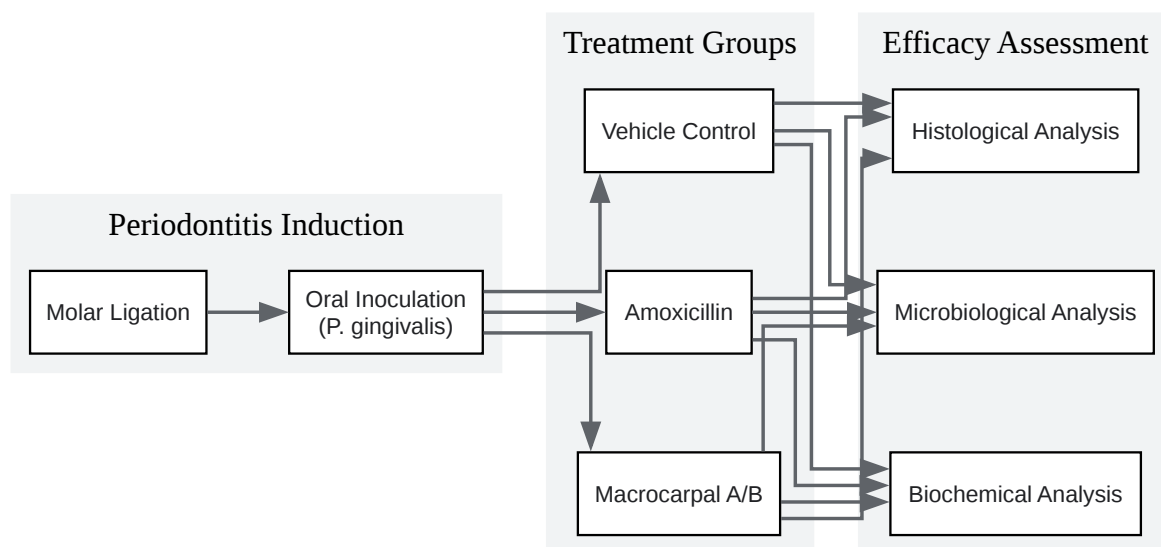 Treatment Groups
Efficacy Assessment
Vehicle Control
Histological Analysis
Periodontitis Induction
Molar Ligation
Oral Inoculation
(P. gingivalis)
Amoxicillin
Microbiological Analysis
Macrocarpal A/B
Biochemical Analysis